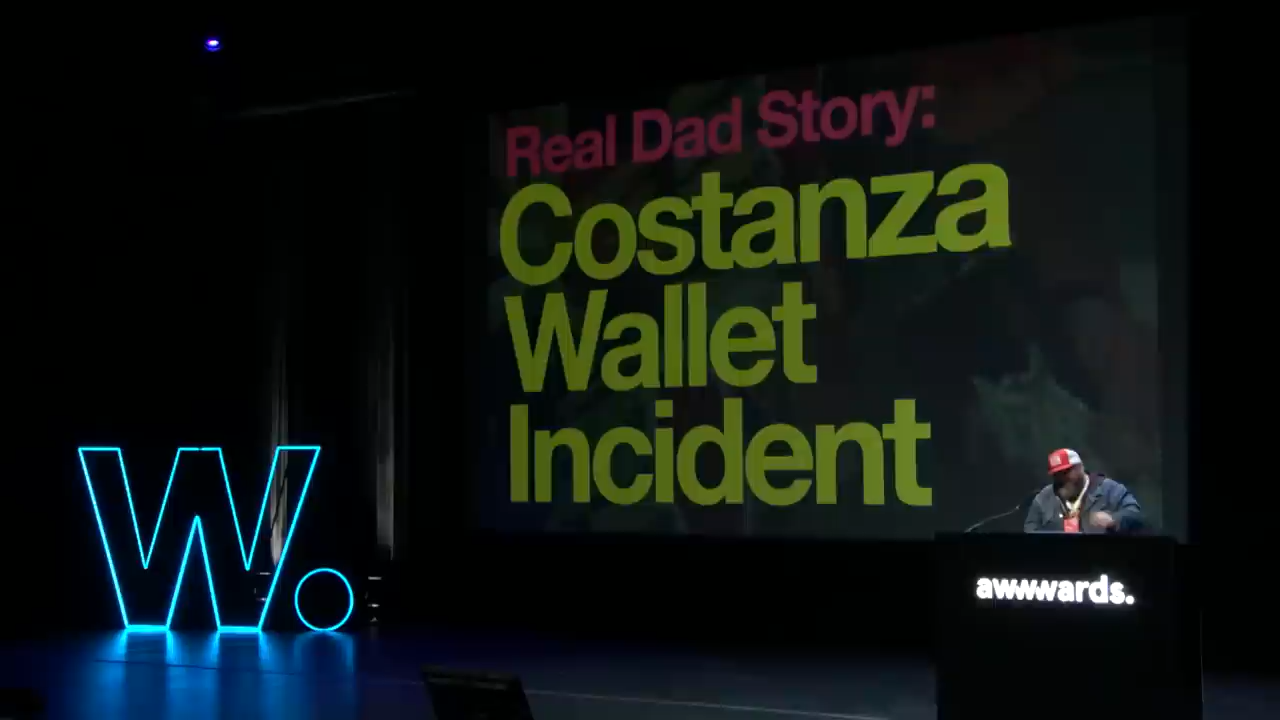 Real Dad Story:
Costanza
Wallet
Incident
W.
awwwards.